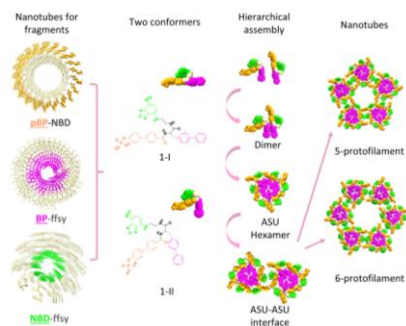 Nanotubes for
fragments
Two conformers
Hierarchical
assembly
Nanotubes
pBP-NBD
1-I
Dimer
5-protofilament
BP-ffsy
ASU
Hexamer
1-II
NBD-ffsy
ASU-ASU
interface
6-protofilament